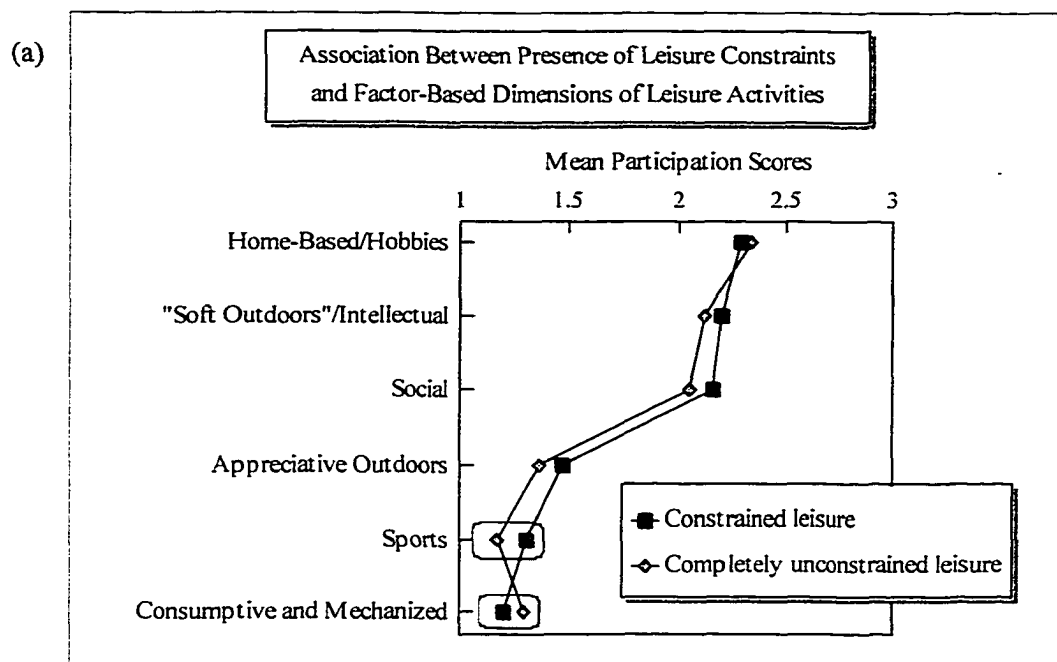 (a)
Association Between Presence of Leisure Constraints
and Factor-Based Dimensions of Leisure Activities
Mean Participation Scores
1 1.5 2 2.5 3
Home-Based/Hobbies
"Soft Outdoors"/Intellectual
Social
Appreciative Outdoors
Sports
Consumptive and Mechanized
Constrained leisure
Completely unconstrained leisure